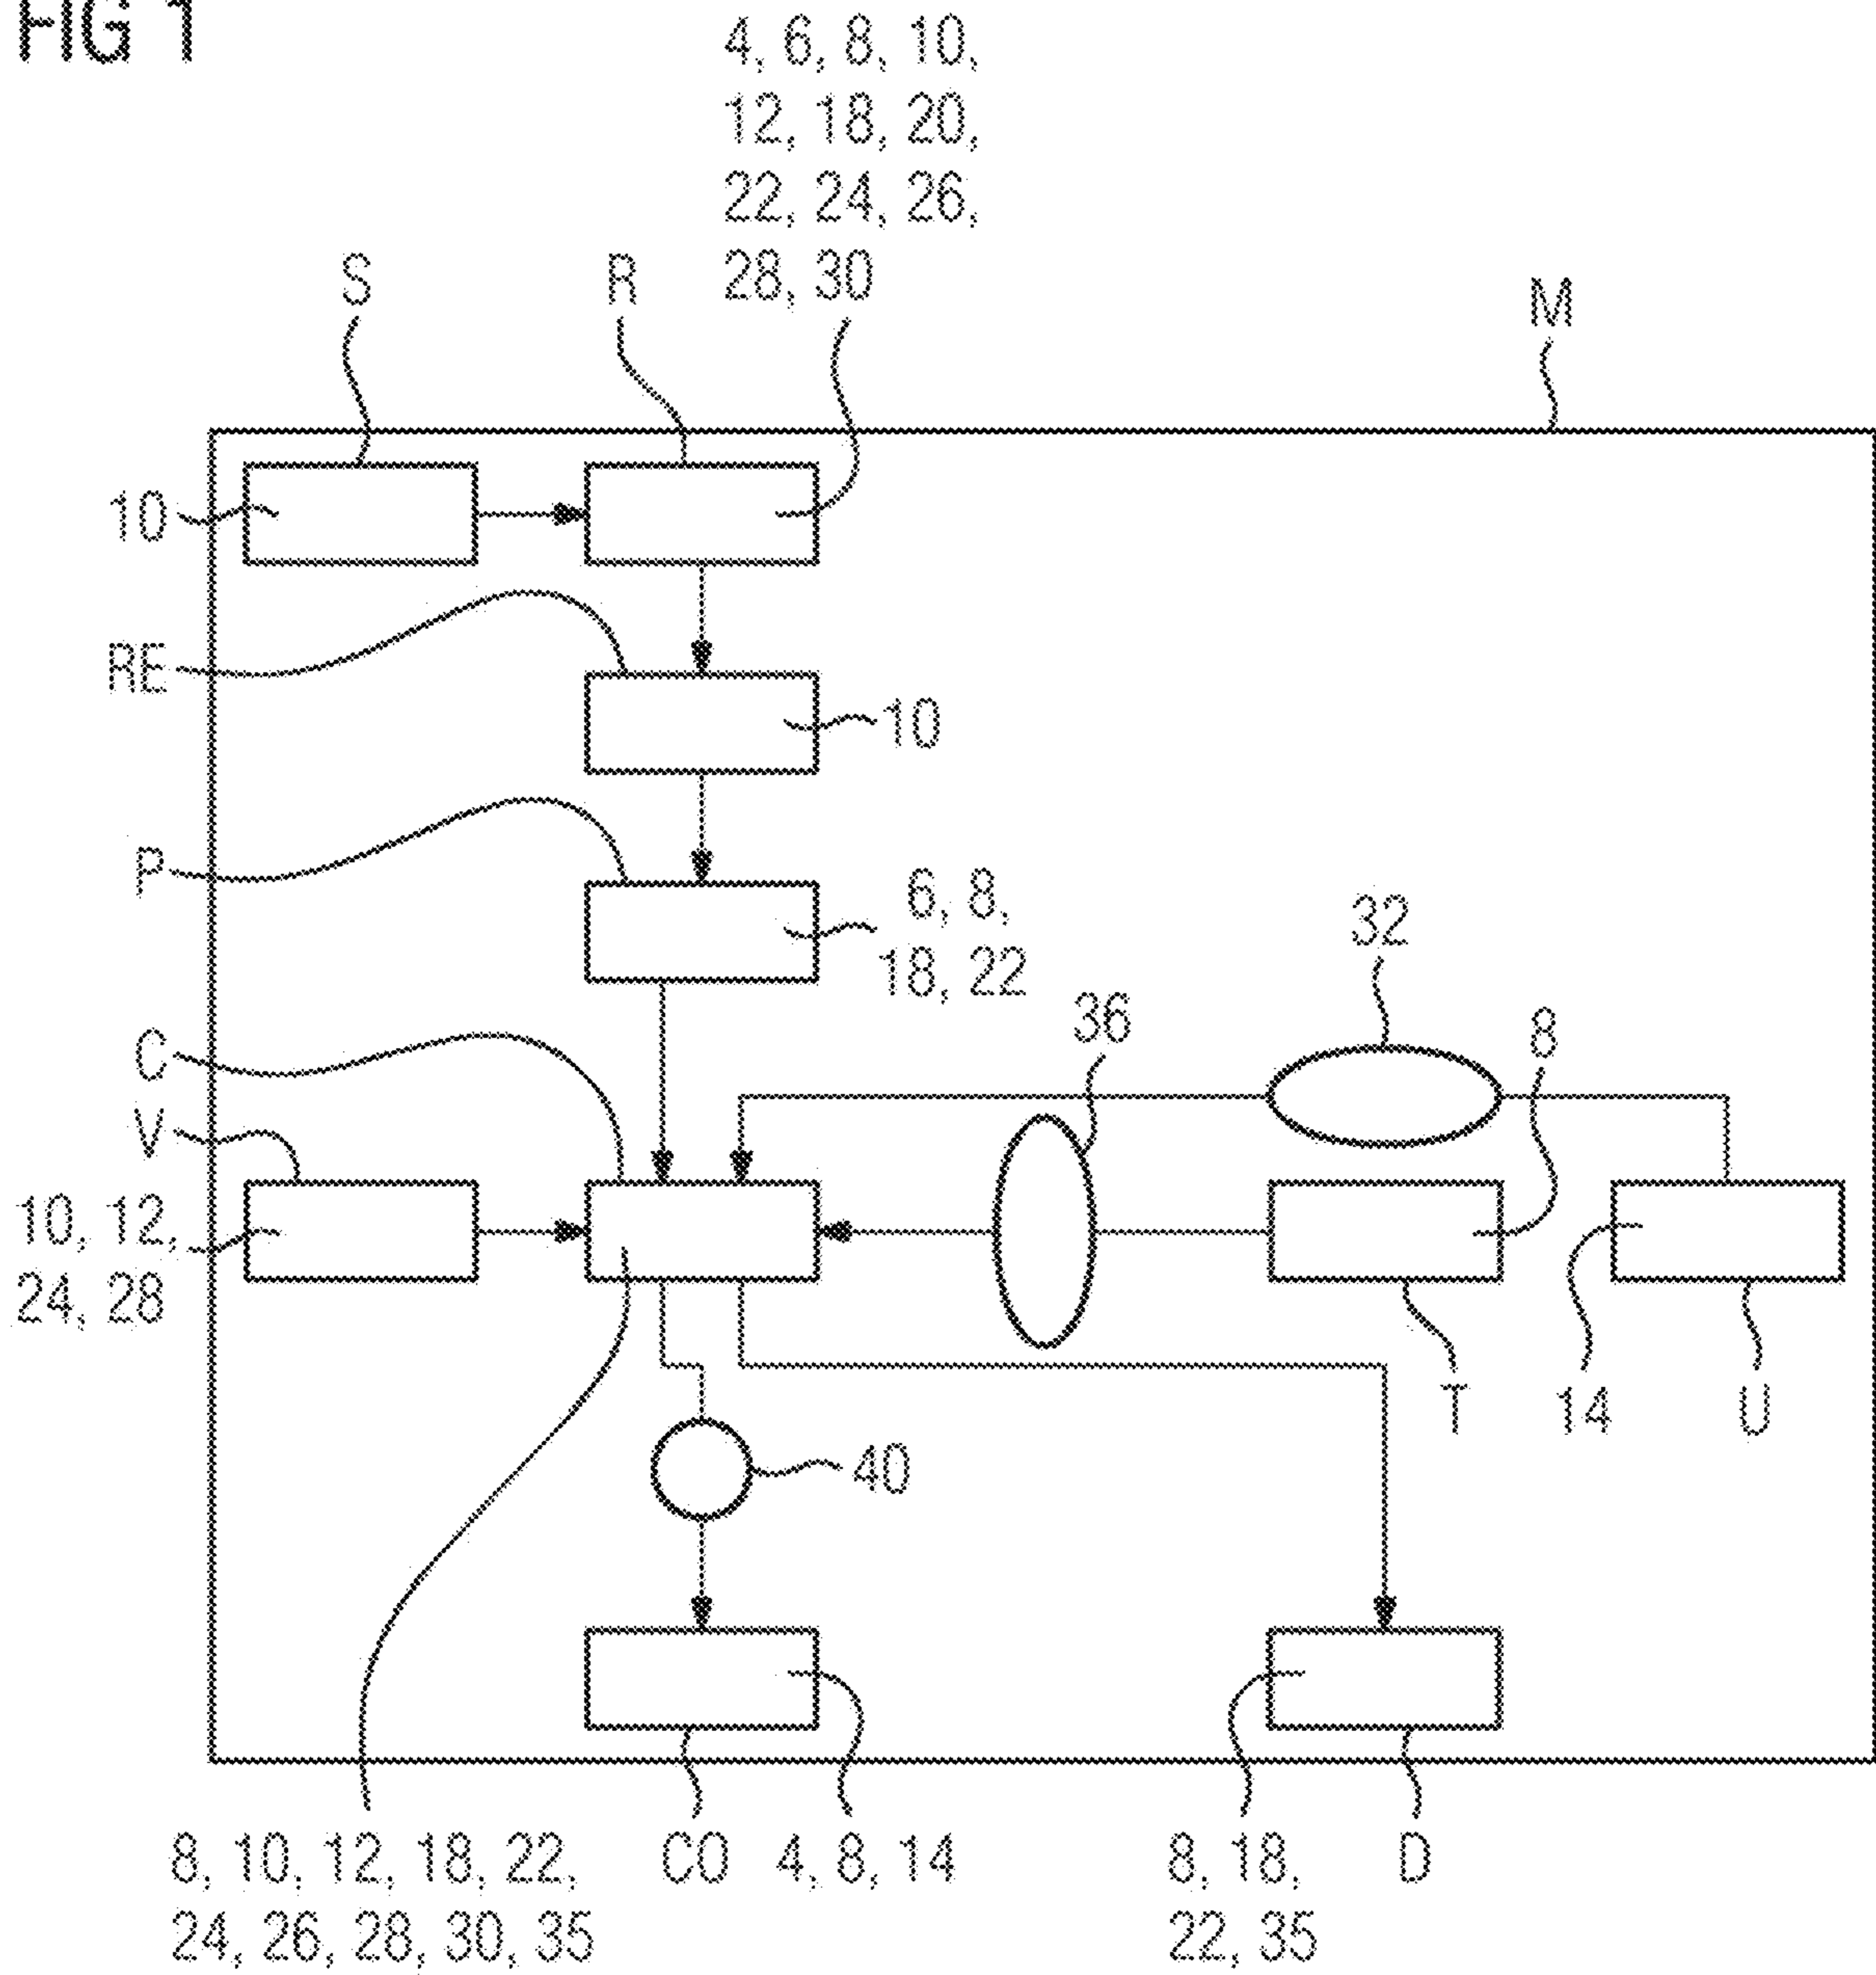 FIG 1
4, 6, 8, 10,
12, 18, 20,
22, 24, 26,
28, 30
S
R
M
10
RE
10
P
6, 8,
18, 22
32
36
8
C
V
10, 12,
24, 28
T
14
U
40
8, 10, 12, 18, 22,
24, 26, 28, 30, 35
CO
4, 8, 14
8, 18,
22, 35
D